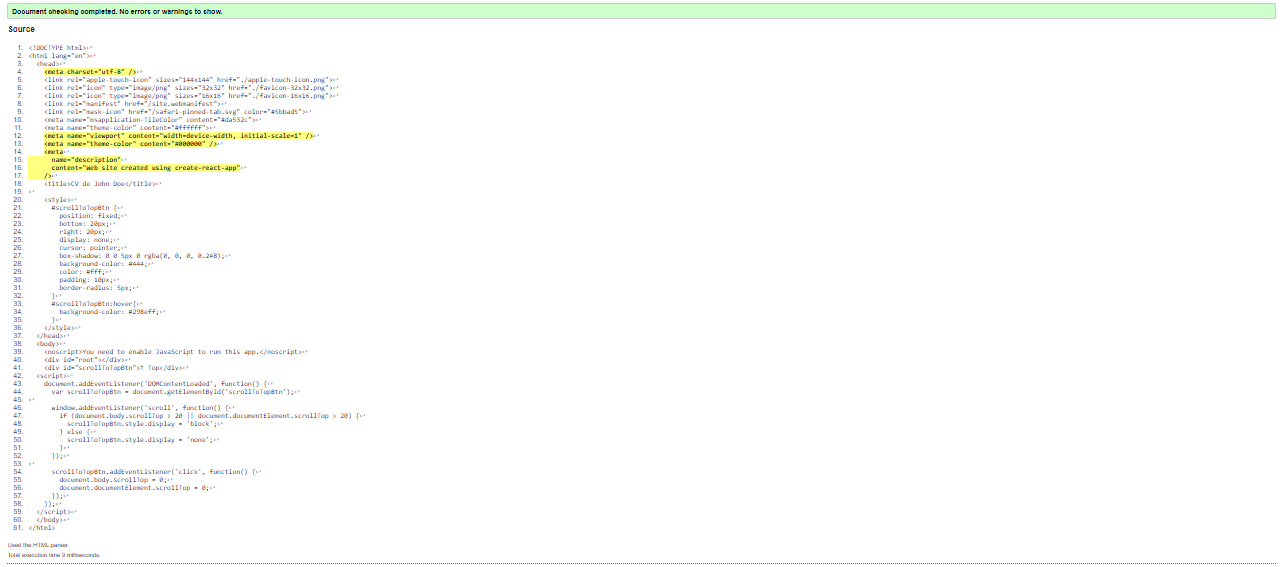 Document checking completed. No errors or warnings to show.
Source
1. <!DOCTYPE html>↩
2. <html lang="en">↩
3.   <head>↩
4.     <meta charset="utf-8" />↩
5.     <link rel="apple-touch-icon" sizes="144x144" href="./apple-touch-icon.png">↩
6.     <link rel="icon" type="image/png" sizes="32x32" href="./favicon-32x32.png">↩
7.     <link rel="icon" type="image/png" sizes="16x16" href="./favicon-16x16.png">↩
8.     <link rel="manifest" href="/site.webmanifest">↩
9.     <link rel="mask-icon" href="/safari-pinned-tab.svg" color="#5bbad5">↩
10.     <meta name="msapplication-TileColor" content="#da532c">↩
11.     <meta name="theme-color" content="#ffffff">↩
12.     <meta name="viewport" content="width=device-width, initial-scale=1" />↩
13.     <meta name="theme-color" content="#000000" />↩
14.     <meta↩
15.       name="description"↩
16.       content="Web site created using create-react-app"↩
17.     />↩
18.     <title>CV de John Doe</title>↩
19. ↩
20.     <style>↩
21.       #scrollToTopBtn {↩
22.         position: fixed;↩
23.         bottom: 20px;↩
24.         right: 20px;↩
25.         display: none;↩
26.         cursor: pointer;↩
27.         box-shadow: 0 0 5px 0 rgba(0, 0, 0, 0.248);↩
28.         background-color: #444;↩
29.         color: #fff;↩
30.         padding: 10px;↩
31.         border-radius: 5px;↩
32.       }↩
33.       #scrollToTopBtn:hover{↩
34.         background-color: #298eff;↩
35.       }↩
36.     </style>↩
37.   </head>↩
38.   <body>↩
39.     <noscript>You need to enable JavaScript to run this app.</noscript>↩
40.     <div id="root"></div>↩
41.     <div id="scrollToTopBtn">↑ Top</div>↩
42.   <script>↩
43.     document.addEventListener('DOMContentLoaded', function() {↩
44.       var scrollToTopBtn = document.getElementById('scrollToTopBtn');↩
45. ↩
46.       window.addEventListener('scroll', function() {↩
47.         if (document.body.scrollTop > 20 || document.documentElement.scrollTop > 20) {↩
48.           scrollToTopBtn.style.display = 'block';↩
49.         } else {↩
50.           scrollToTopBtn.style.display = 'none';↩
51.         }↩
52.       });↩
53. ↩
54.       scrollToTopBtn.addEventListener('click', function() {↩
55.         document.body.scrollTop = 0;↩
56.         document.documentElement.scrollTop = 0;↩
57.       });↩
58.     });↩
59.   </script>↩
60.   </body>↩
61. </html>
Used the HTML parser.
Total execution time 9 milliseconds.